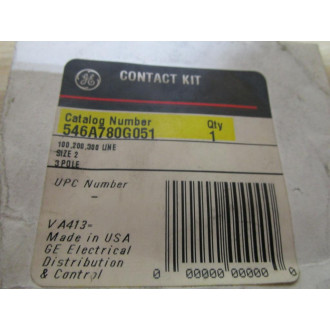 GE
CONTACT KIT
Catalog Number Qty
546A780G051 1
100,200,300 LINE
SIZE 2
3 POLE
UPC Number
-
VA413-
Made in USA
GE Electrical
Distribution
& Control
0 00000 00000 0